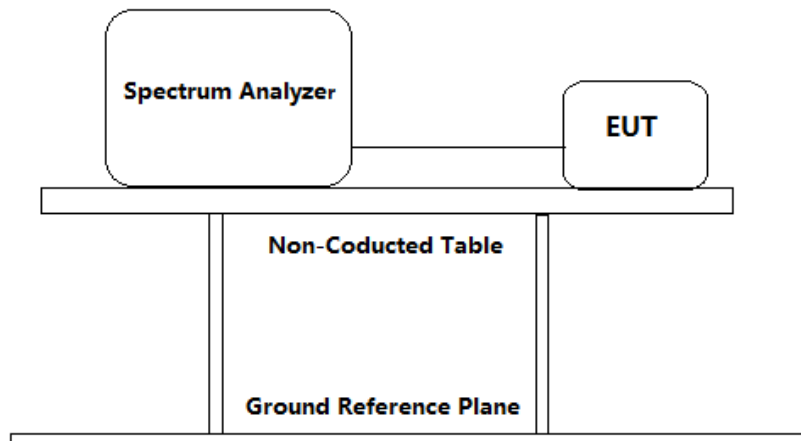 Spectrum Analyzer
EUT
Non-Coducted Table
Ground Reference Plane